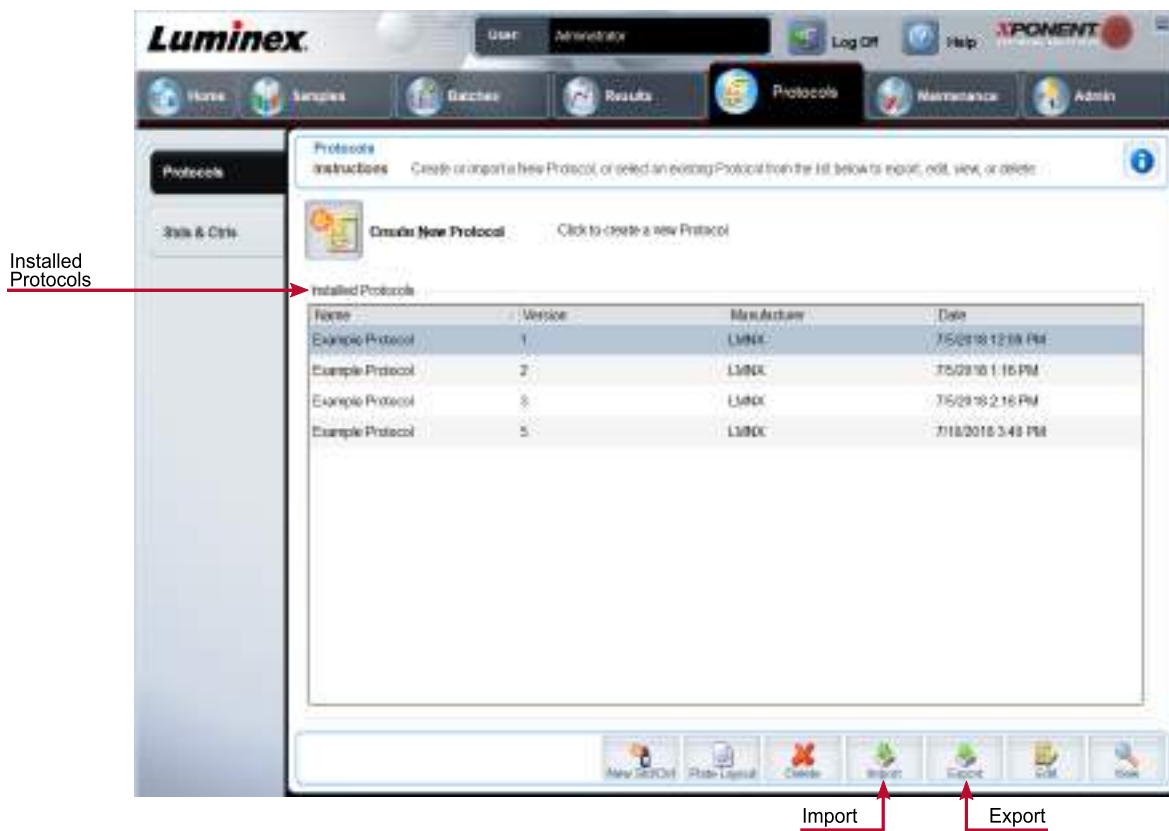 Luminex
User: Administrator
Log Off
Help
XPONENT
Home
Samples
Batches
Results
Protocols
Maintenance
Admin
Protocols
Stds & Ctrls
Protocols
Instructions Create or import a New Protocol, or select an existing Protocol from the list below to export, edit, view, or delete.
Create New Protocol Click to create a new Protocol
Installed
Protocols
Installed Protocols
Name Version Manufacturer Date
Example Protocol 1 LMNX
Example Protocol 2 LMNX 7/5/2018 1:16 PM
Example Protocol 3 LMNX 7/5/2018 2:16 PM
Example Protocol 5 LMNX
New Std/Ctrl
Plate Layout
Delete
Import
Export
Edit
Import
Export